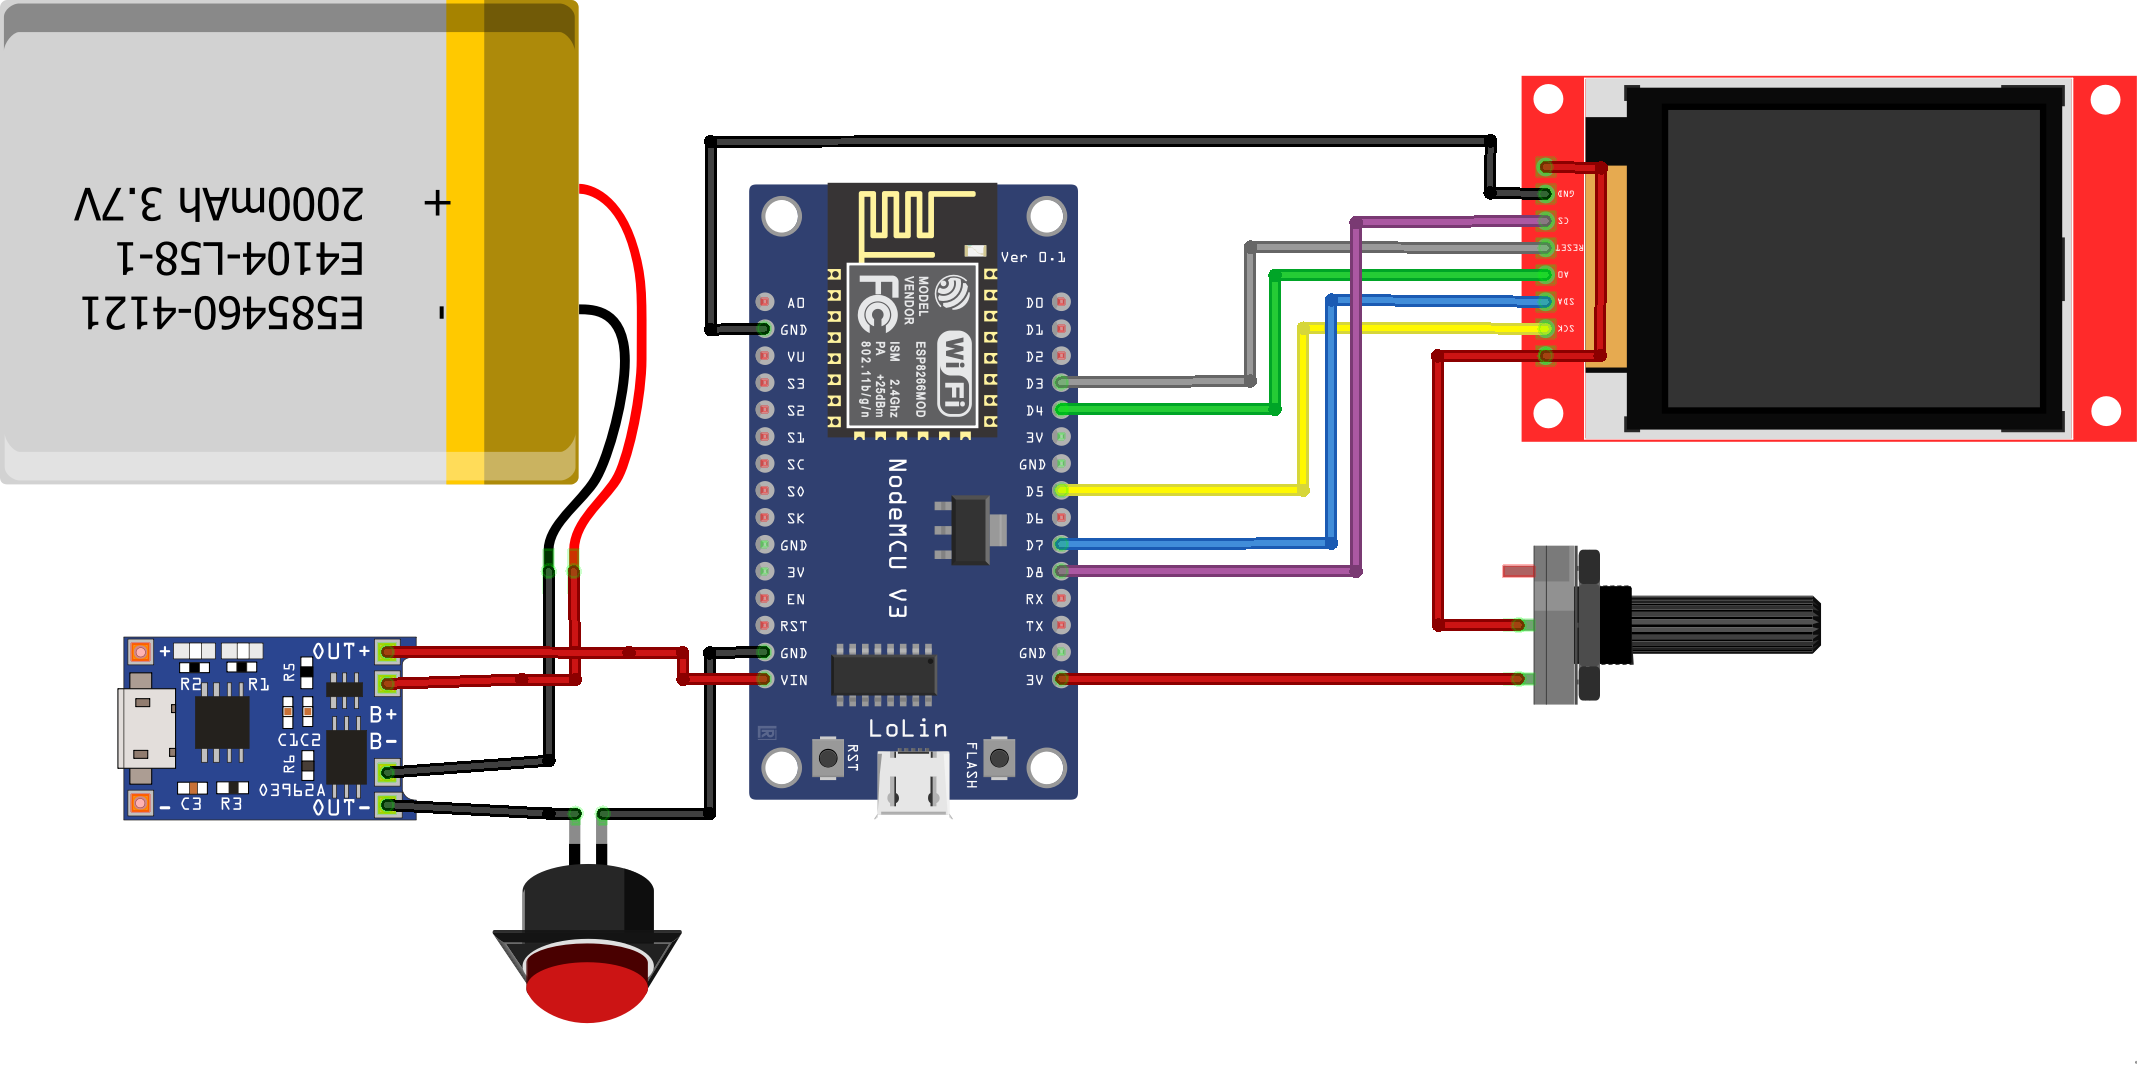 2000mAh 3.7V
E4104-L58-1
E585460-4121
+
-
+
R2
R1
R5
OUT+
B+
B-
C1C2
R6
03962A
C3
R3
OUT-
-
A0
GND
VU
S3
S2
S1
SC
S0
SK
GND
3V
EN
RST
GND
VIN
Ver 0.1
MODEL
VENDOR
ESP8266MOD
FC
WiFi
ISM 2.4Ghz
PA +25dBm
802.11b/g/n
NodeMCU V3
LoLin
RST
FLASH
D0
D1
D2
D3
D4
3V
GND
D5
D6
D7
D8
RX
TX
GND
3V
GND
CS
RESET
A0
SDA
SCK